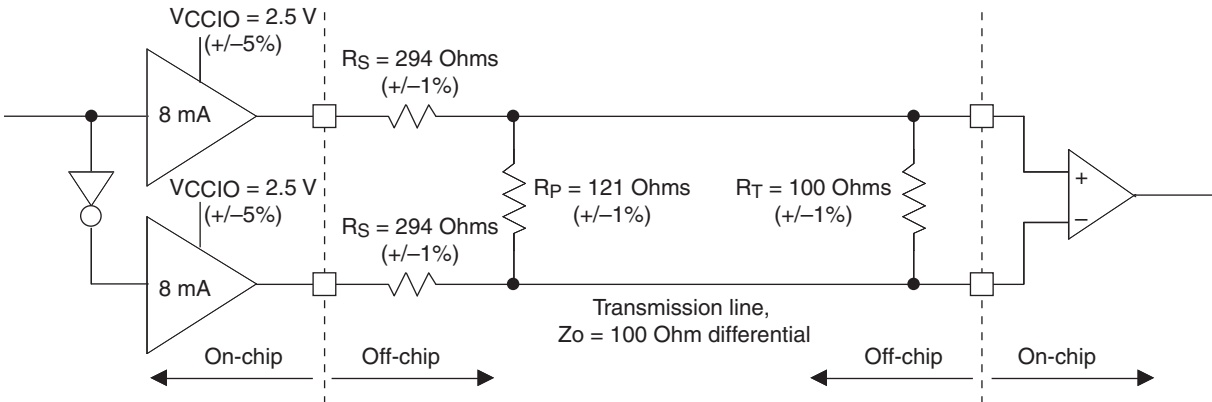 VCCIO = 2.5 V
(+/–5%)
8 mA
RS = 294 Ohms
(+/–1%)
VCCIO = 2.5 V
(+/–5%)
8 mA
RS = 294 Ohms
(+/–1%)
RP = 121 Ohms
(+/–1%)
RT = 100 Ohms
(+/–1%)
+
–
Transmission line,
Zo = 100 Ohm differential
On-chip
Off-chip
Off-chip
On-chip